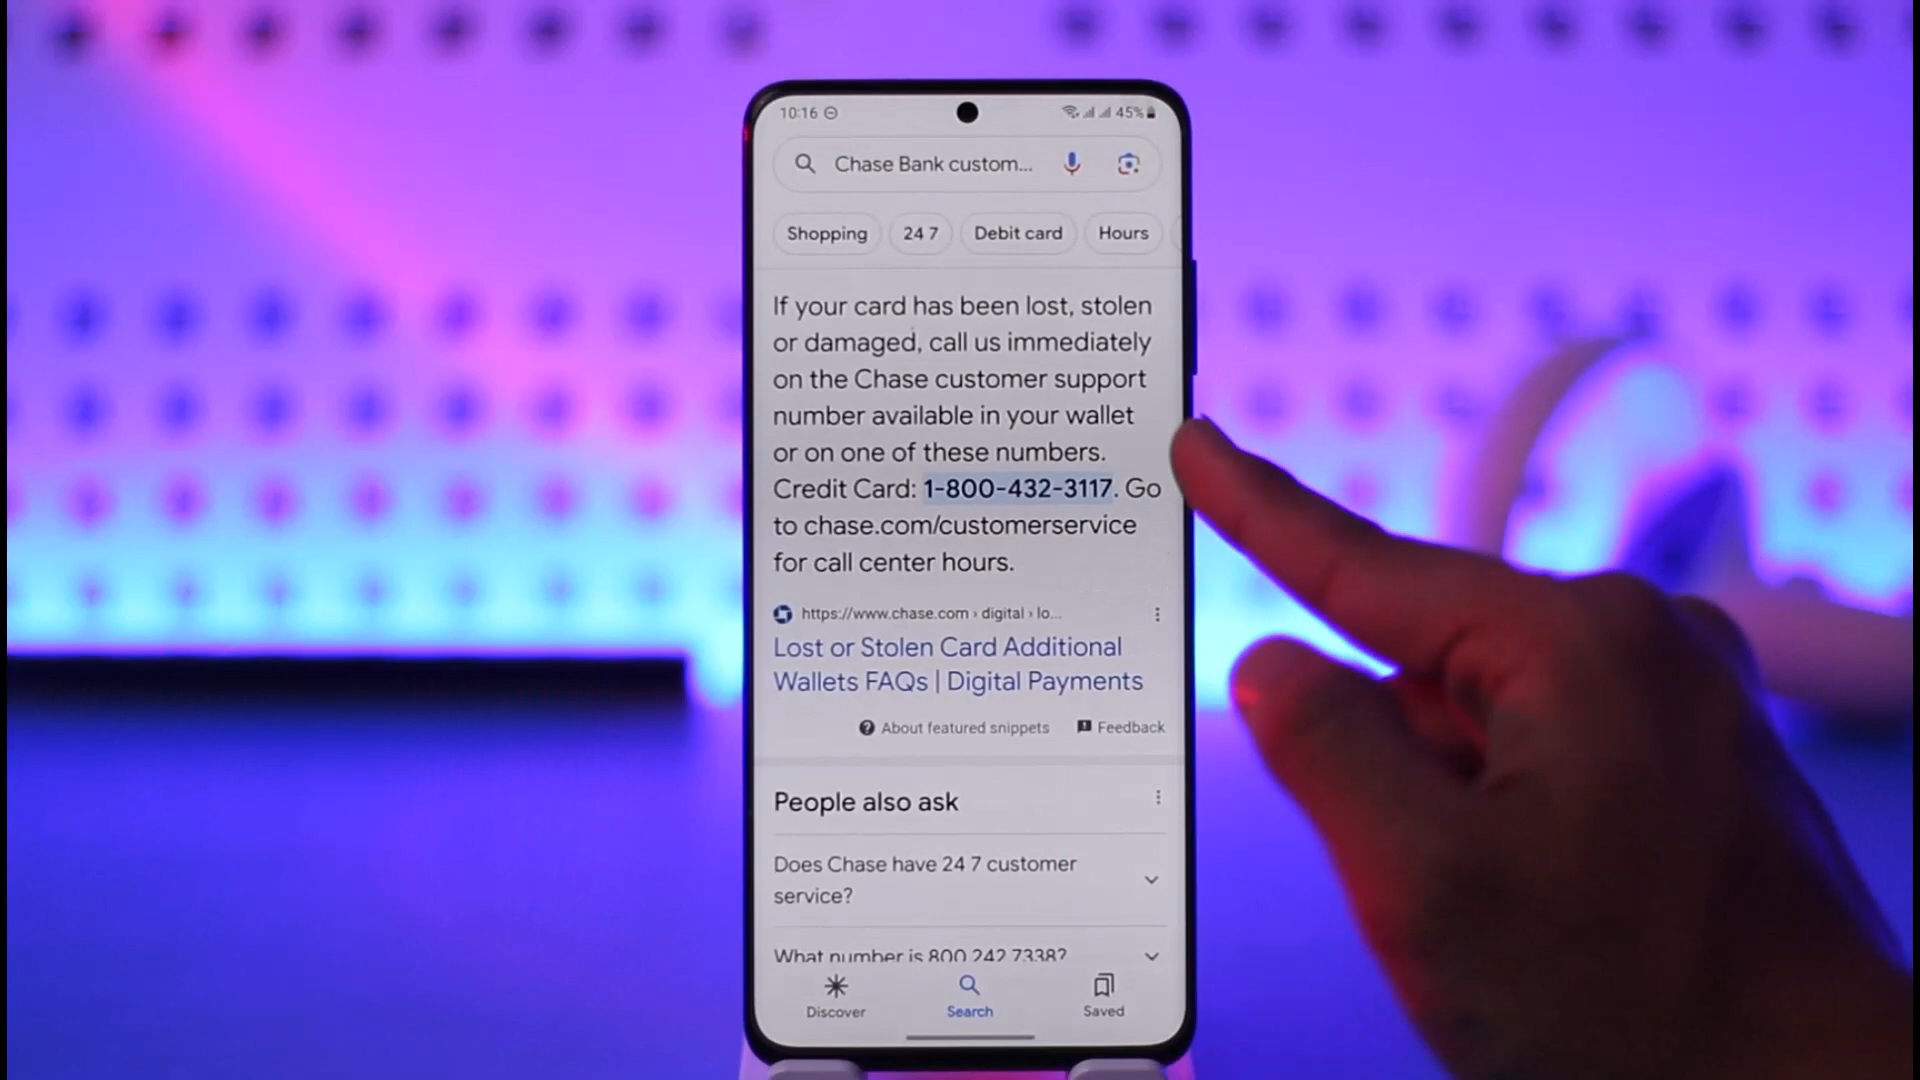 10:16 45%
Chase Bank custom...
Shopping 24 7 Debit card Hours
If your card has been lost, stolen
or damaged, call us immediately
on the Chase customer support
number available in your wallet
or on one of these numbers.
Credit Card: 1-800-432-3117. Go
to chase.com/customerservice
for call center hours.
https://www.chase.com › digital › lo...
Lost or Stolen Card Additional
Wallets FAQs | Digital Payments
About featured snippets Feedback
People also ask
Does Chase have 24 7 customer
service?
What number is 800 242 7338?
Discover Search Saved